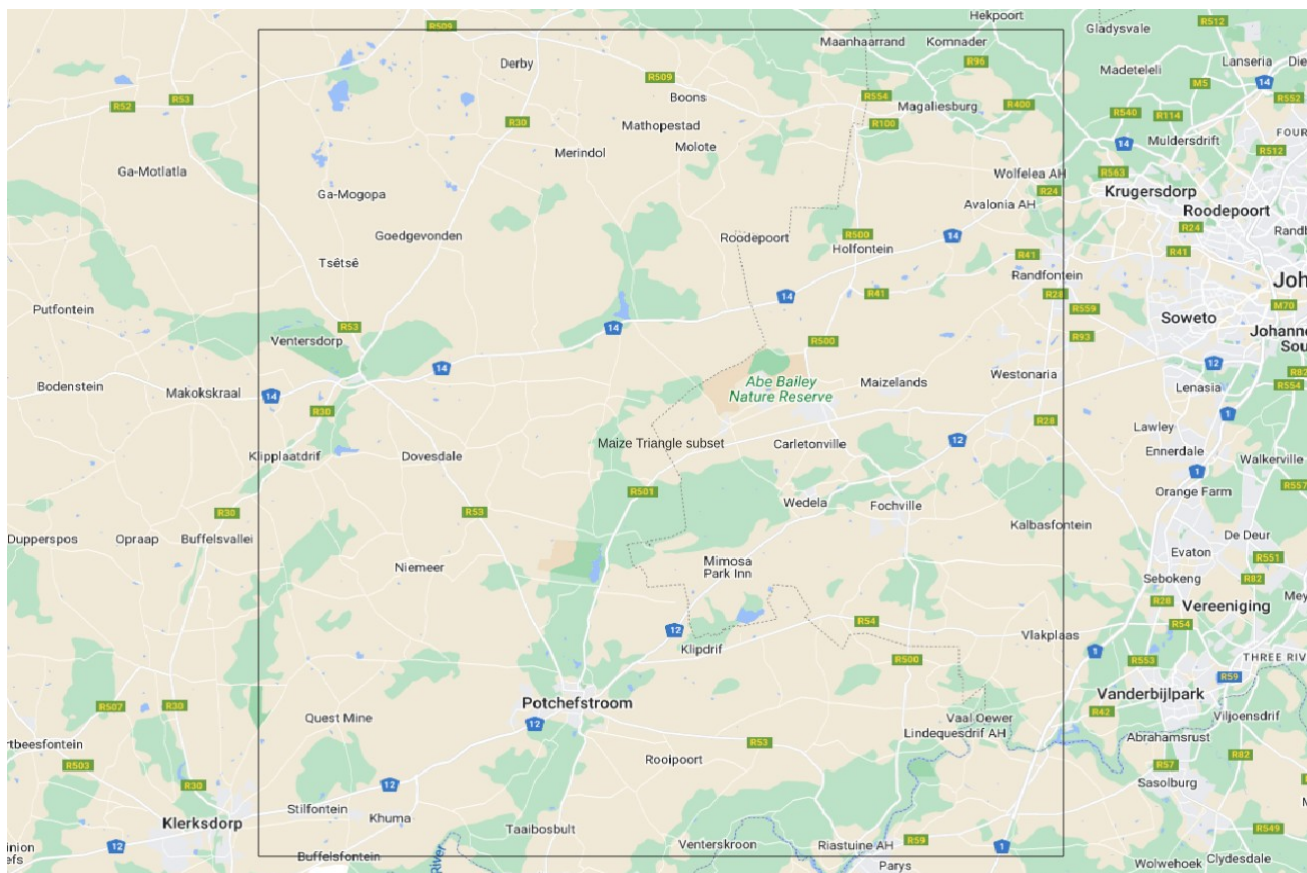 Hekpoort
R512
R509
Maanhaarrand
Komnader
Gladysvale
Derby
R96
Lanseria
Die
Madeteleli
M5
14
R509
R552
R52
R53
Boons
R554
R400
Magaliesburg
R540
R114
R30
Mathopestad
R100
FOUR
Merindol
Molote
14
Muldersdrift
R512
Ga-Motlatla
Wolfelea AH
R563
R24
Krugersdorp
Ga-Mogopa
Avalonia AH
Roodepoort
R24
Randb
Goedgevonden
Roodepoort
R500
14
Holfontein
R41
R41
Tsêtsê
Randfontein
Joh
14
R41
R28
R559
M70
Putfontein
Soweto
R53
14
Johanne
Sou
Ventersdorp
R500
R93
12
14
Abe Bailey
Nature Reserve
Westonaria
R82
Bodenstein
Makokskraal
Maizelands
Lenasia
R554
14
R30
1
R28
Lawley
Maize Triangle subset
Carletonville
12
Klipplaatdrif
Dovesdale
Ennerdale
Walkerville
1
R501
R557
Orange Farm
Wedela
Fochville
R30
R53
Kalbasfontein
Dupperspos
Opraap
Buffelsvallei
De Deur
Evaton
R551
Niemeer
Mimosa
Park Inn
Sebokeng
R82
Mey
R28
Vereeniging
12
R54
R54
Vlakplaas
Klipdrif
1
R553
THREE RIV
R500
R59
Vanderbijlpark
R507
R30
Potchefstroom
R42
Quest Mine
12
Vaal Oewer
Viljoensdrif
Lindequesdrif AH
Abrahamsrust
rtbeesfontein
R53
R82
Rooipoort
R503
R57
R30
12
Sasolburg
Stilfontein
Klerksdorp
Khuma
Taaibosbult
R549
12
inion
efs
Venterskroon
Riastuine AH
R59
1
Buffelsfontein
River
Parys
Wolwehoek
Clydesdale